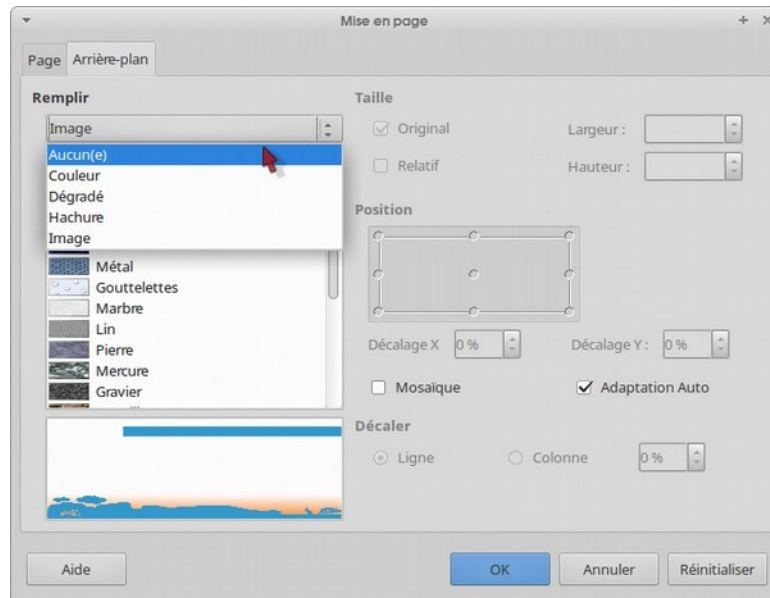 Mise en page
Page Arrière-plan
Remplir
Image
Aucun(e)
Couleur
Dégradé
Hachure
Image
Métal
Gouttelettes
Marbre
Lin
Pierre
Mercure
Gravier
Taille
Original Largeur :
Relatif Hauteur :
Position
Décalage X 0 % Décalage Y : 0 %
Mosaïque Adaptation Auto
Décaler
Ligne Colonne 0 %
Aide OK Annuler Réinitialiser